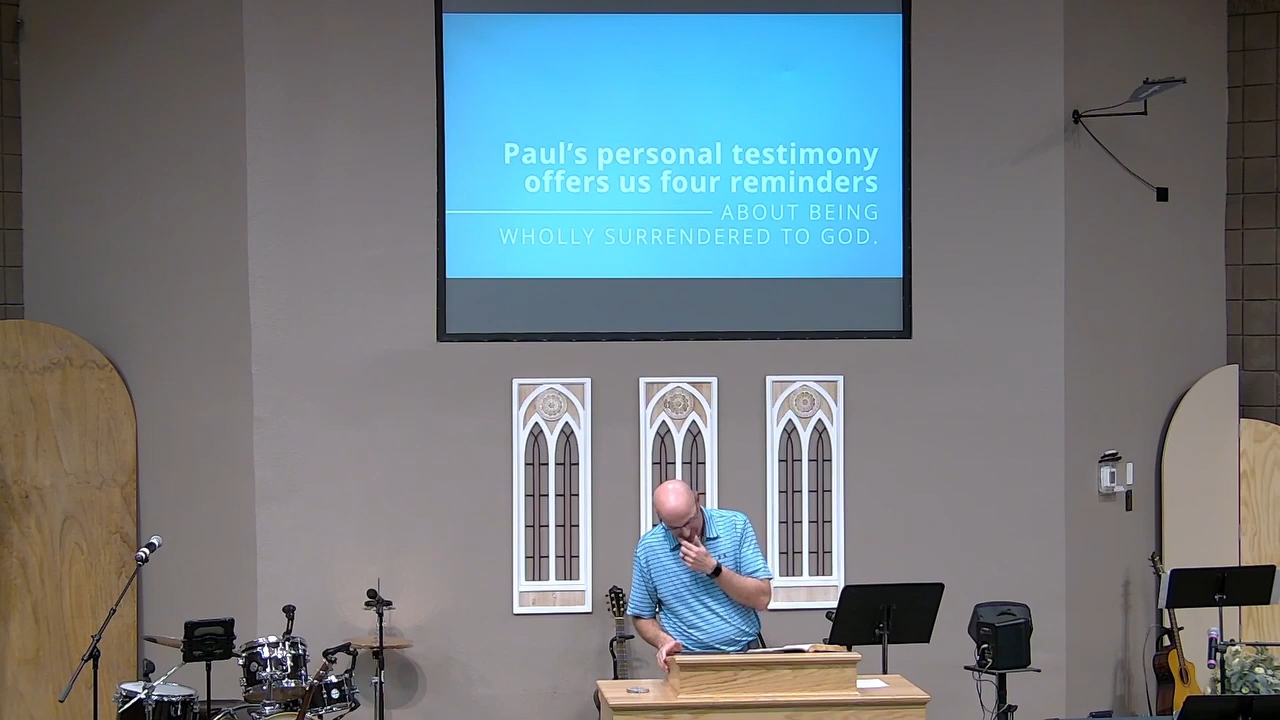 Paul's personal testimony
offers us four reminders
ABOUT BEING
WHOLLY SURRENDERED TO GOD.